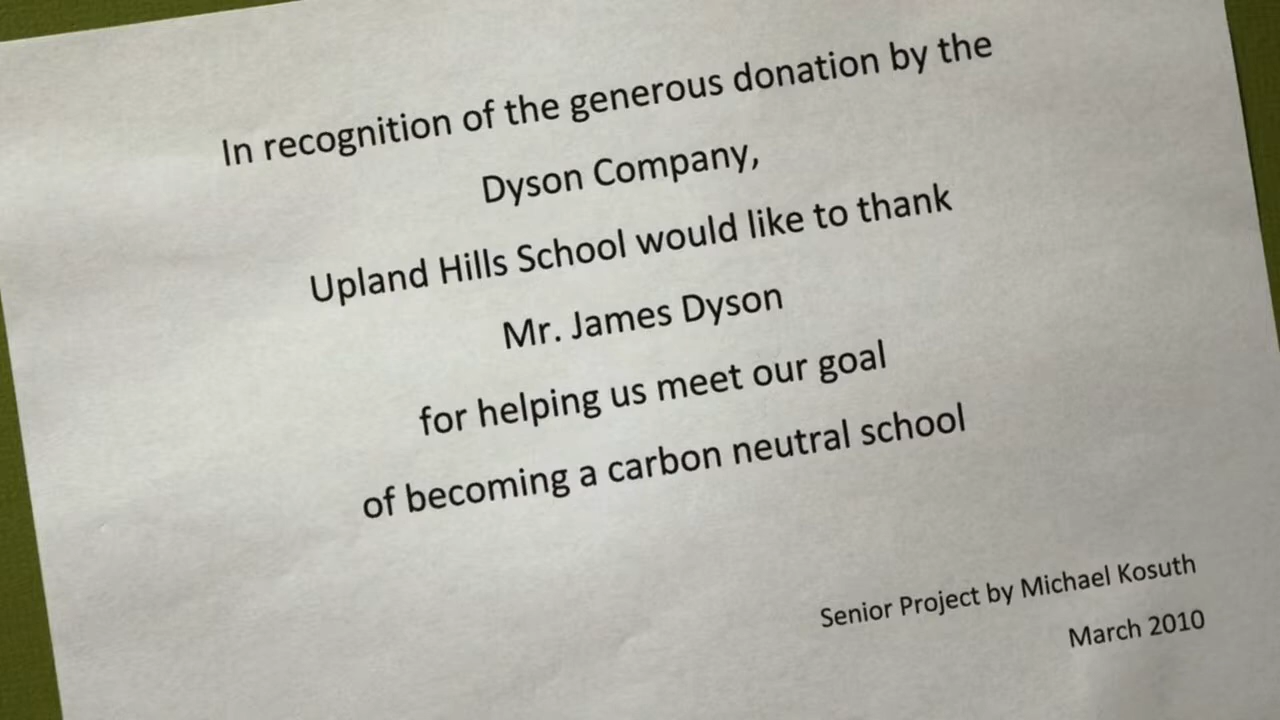 In recognition of the generous donation by the
Dyson Company,
Upland Hills School would like to thank
Mr. James Dyson
for helping us meet our goal
of becoming a carbon neutral school
Senior Project by Michael Kosuth
March 2010